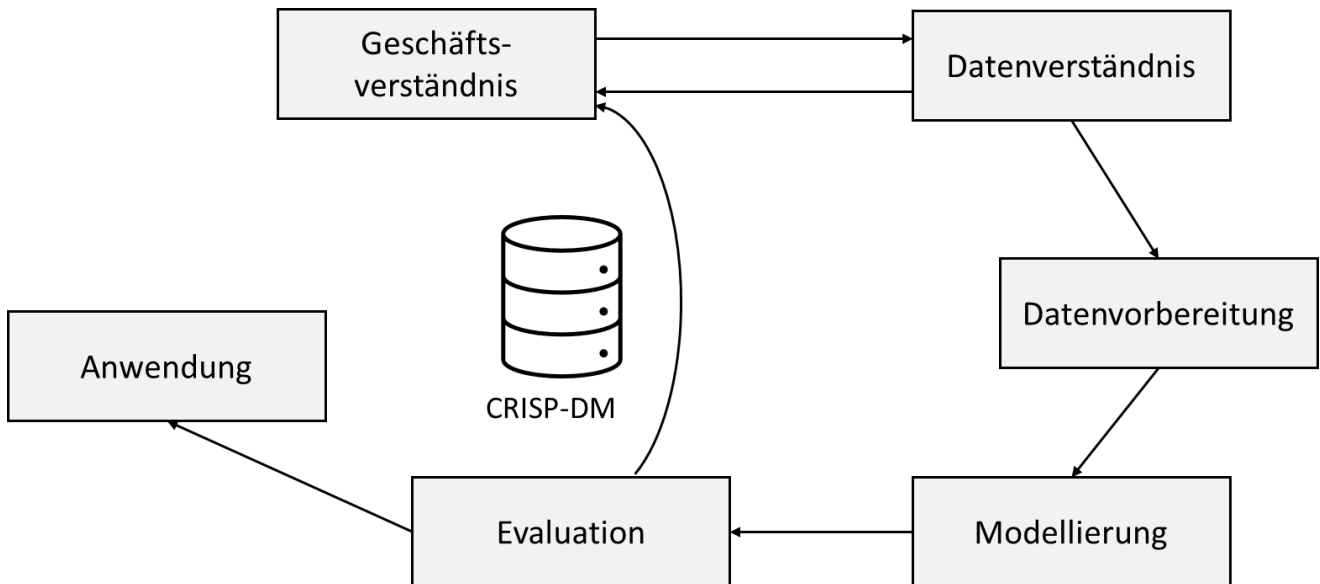 Geschäfts-
verständnis
Datenverständnis
Datenvorbereitung
Anwendung
CRISP-DM
Evaluation
Modellierung